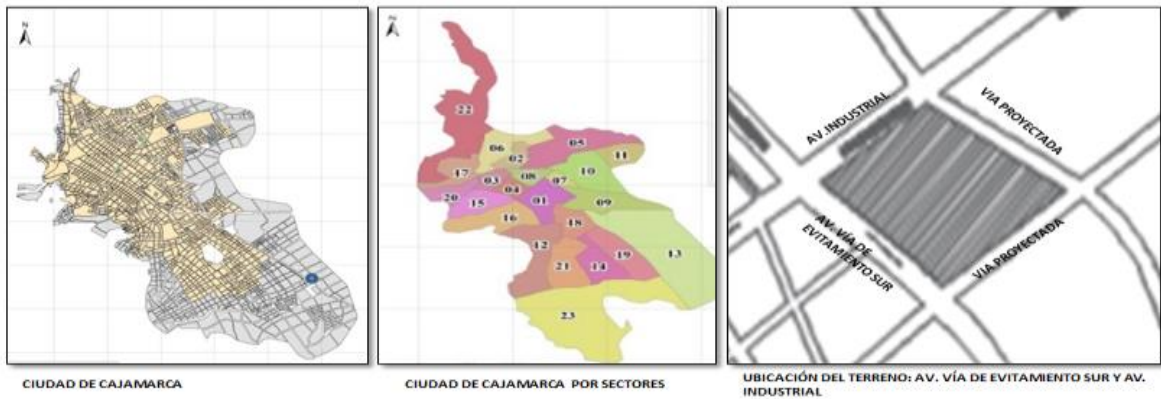 N
CIUDAD DE CAJAMARCA
N
22
06
02
05
11
17
03
08
10
04
07
20
15
01
09
16
18
12
13
19
21
14
23
CIUDAD DE CAJAMARCA POR SECTORES
AV.INDUSTRIAL
VIA PROYECTADA
AV. VÍA DE
EVITAMIENTO SUR
VIA PROYECTADA
UBICACIÓN DEL TERRENO: AV. VÍA DE EVITAMIENTO SUR Y AV.
INDUSTRIAL